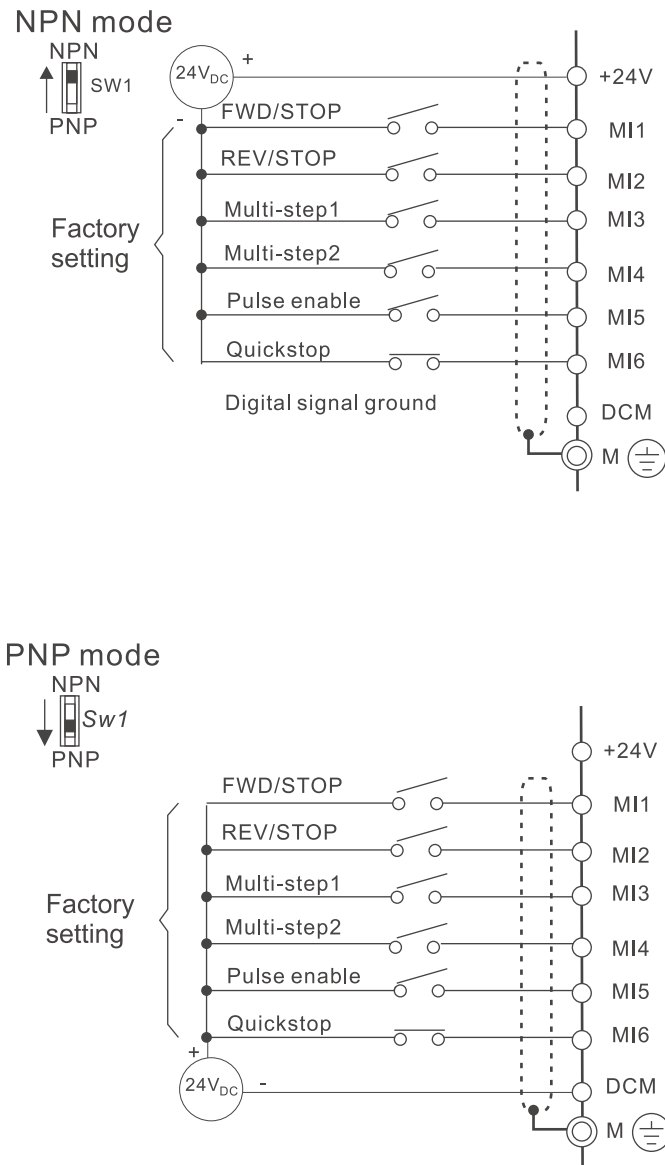 NPN mode
NPN
SW1
PNP
24VDC
+
-
+24V
FWD/STOP
MI1
REV/STOP
MI2
Multi-step1
MI3
Factory
setting
Multi-step2
MI4
Pulse enable
MI5
Quickstop
MI6
Digital signal ground
DCM
M
PNP mode
NPN
Sw1
PNP
+24V
FWD/STOP
MI1
REV/STOP
MI2
Multi-step1
MI3
Factory
setting
Multi-step2
MI4
Pulse enable
MI5
Quickstop
MI6
+
24VDC
-
DCM
M